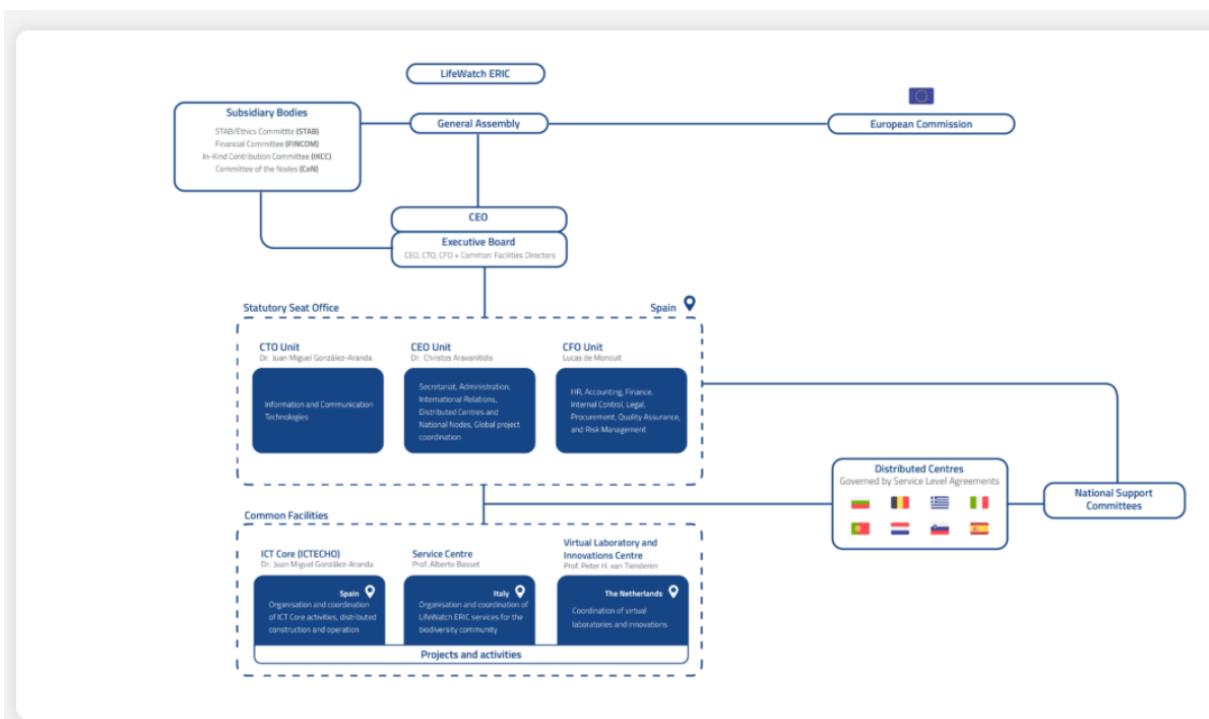 LifeWatch ERIC
Subsidiary Bodies
STAB/Ethics Committte (STAB)
Financial Committee (FINCOM)
In-Kind Contribution Committee (IKCC)
Committee of the Nodes (CoN)
General Assembly
European Commission
CEO
Executive Board
CEO, CTO, CFO + Common Facilities Directors
Statutory Seat Office
Spain
CTO Unit
Dr. Juan Miguel González-Aranda
Information and Communication
Technologies
CEO Unit
Dr. Christos Aravanitidis
Secretariat, Administration,
International Relations,
Distributed Centres and
National Nodes, Global project
coordination
CFO Unit
Lucas de Moncuit
HR, Accounting, Finance,
Internal Control, Legal,
Procurement, Quality Assurance,
and Risk Management
Distributed Centres
Governed by Service Level Agreements
National Support
Committees
Common Facilities
ICT Core (ICTECHO)
Dr. Juan Miguel González-Aranda
Spain
Organisation and coordination
of ICT Core activities, distributed
construction and operation
Service Centre
Prof. Alberto Basset
Italy
Organisation and coordination of
LifeWatch ERIC services for the
biodiversity community
Virtual Laboratory and
Innovations Centre
Prof. Peter H. van Tienderen
The Netherlands
Coordination of virtual
laboratories and innovations
Projects and activities